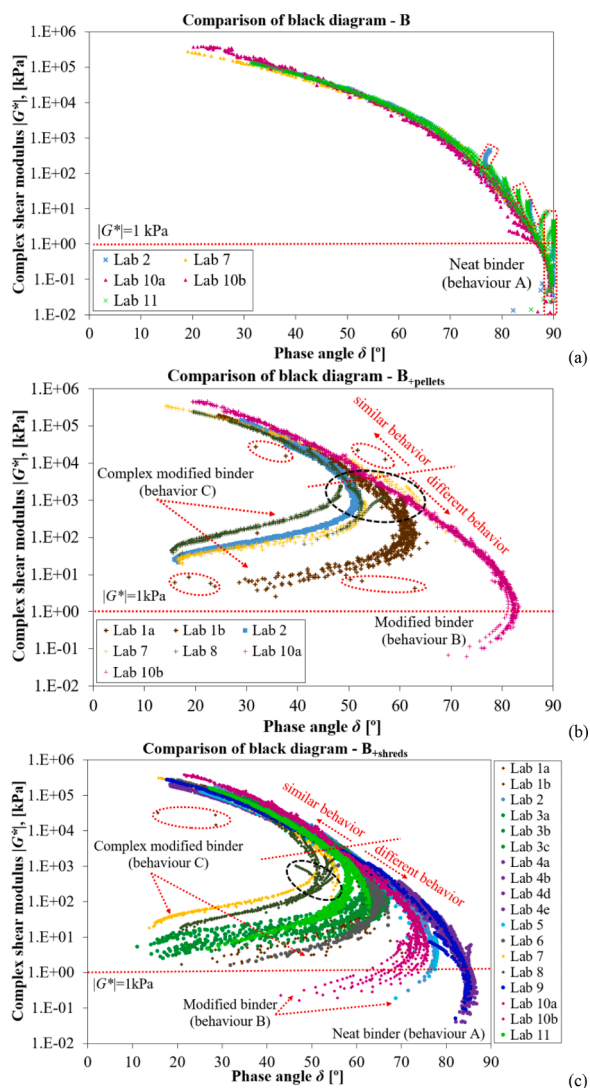 Comparison of black diagram - B
Complex shear modulus |G*|, [kPa]
1.E+06
1.E+05
1.E+04
1.E+03
1.E+02
1.E+01
1.E+00
1.E-01
1.E-02
|G*|=1 kPa
Neat binder
(behaviour A)
Lab 2
Lab 7
Lab 10a
Lab 10b
Lab 11
0 10 20 30 40 50 60 70 80 90
Phase angle δ [º]
(a)
Comparison of black diagram - B+pellets
Complex shear modulus |G*|, [kPa]
1.E+06
1.E+05
1.E+04
1.E+03
1.E+02
1.E+01
1.E+00
1.E-01
1.E-02
similar behavior
different behavior
Complex modified binder
(behavior C)
|G*|=1kPa
Modified binder
(behaviour B)
Lab 1a
Lab 1b
Lab 2
Lab 7
Lab 8
Lab 10a
Lab 10b
0 10 20 30 40 50 60 70 80 90
Phase angle δ [º]
(b)
Comparison of black diagram - B+shreds
Complex shear modulus |G*|, [kPa]
1.E+06
1.E+05
1.E+04
1.E+03
1.E+02
1.E+01
1.E+00
1.E-01
1.E-02
similar behavior
different behavior
Complex modified binder
(behaviour C)
|G*|=1kPa
Modified binder
(behaviour B)
Neat binder (behaviour A)
Lab 1a
Lab 1b
Lab 2
Lab 3a
Lab 3b
Lab 3c
Lab 4a
Lab 4b
Lab 4d
Lab 4e
Lab 5
Lab 6
Lab 7
Lab 8
Lab 9
Lab 10a
Lab 10b
Lab 11
0 10 20 30 40 50 60 70 80 90
Phase angle δ [º]
(c)